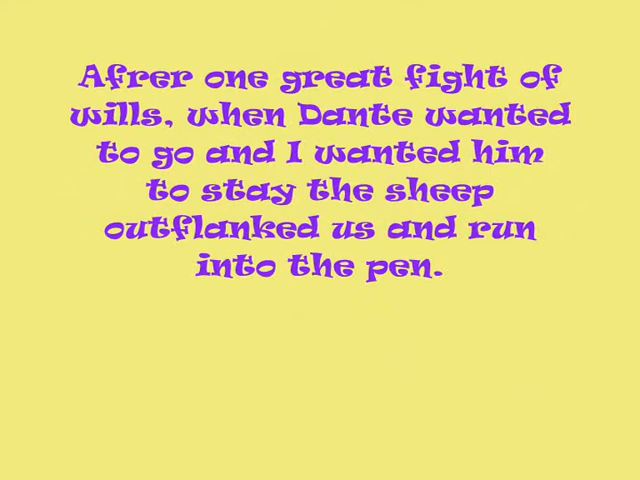 Afrer one great fight of
wills, when Dante wanted
to go and I wanted him
to stay the sheep
outflanked us and run
into the pen.